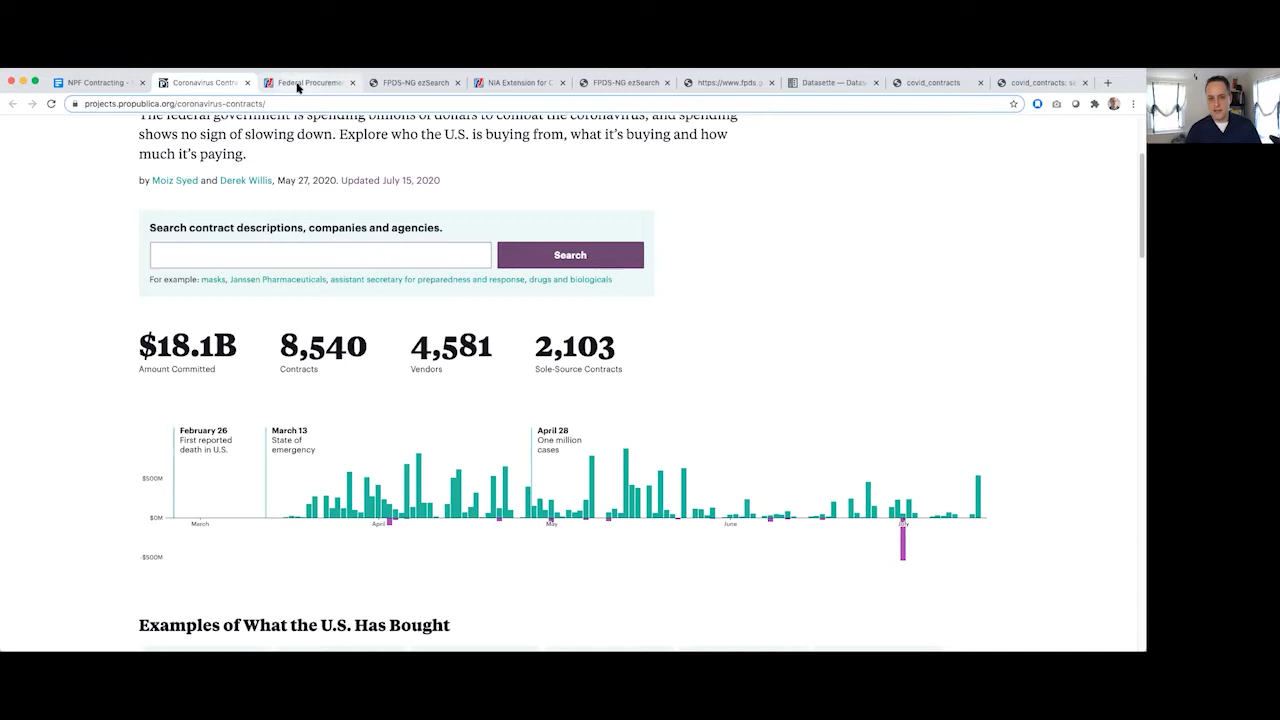 NPF Contracting -
Coronavirus Contra
Federal Procureme
FPDS-NG ezSearch
NIA Extension for C
FPDS-NG ezSearch
https://www.fpds.g
Datasette — Datas
covid_contracts
covid_contracts: s
projects.propublica.org/coronavirus-contracts/
The federal government is spending billions of dollars to combat the coronavirus, and spending
shows no sign of slowing down. Explore who the U.S. is buying from, what it's buying and how
much it's paying.
by Moiz Syed and Derek Willis, May 27, 2020. Updated July 15, 2020
Search contract descriptions, companies and agencies.
Search
For example: masks, Janssen Pharmaceuticals, assistant secretary for preparedness and response, drugs and biologicals
$18.1B 8,540 4,581 2,103
Amount Committed Contracts Vendors Sole-Source Contracts
February 26
First reported
death in U.S.
March 13
State of
emergency
April 28
One million
cases
$500M
$0M
March April May June July
-$500M
Examples of What the U.S. Has Bought